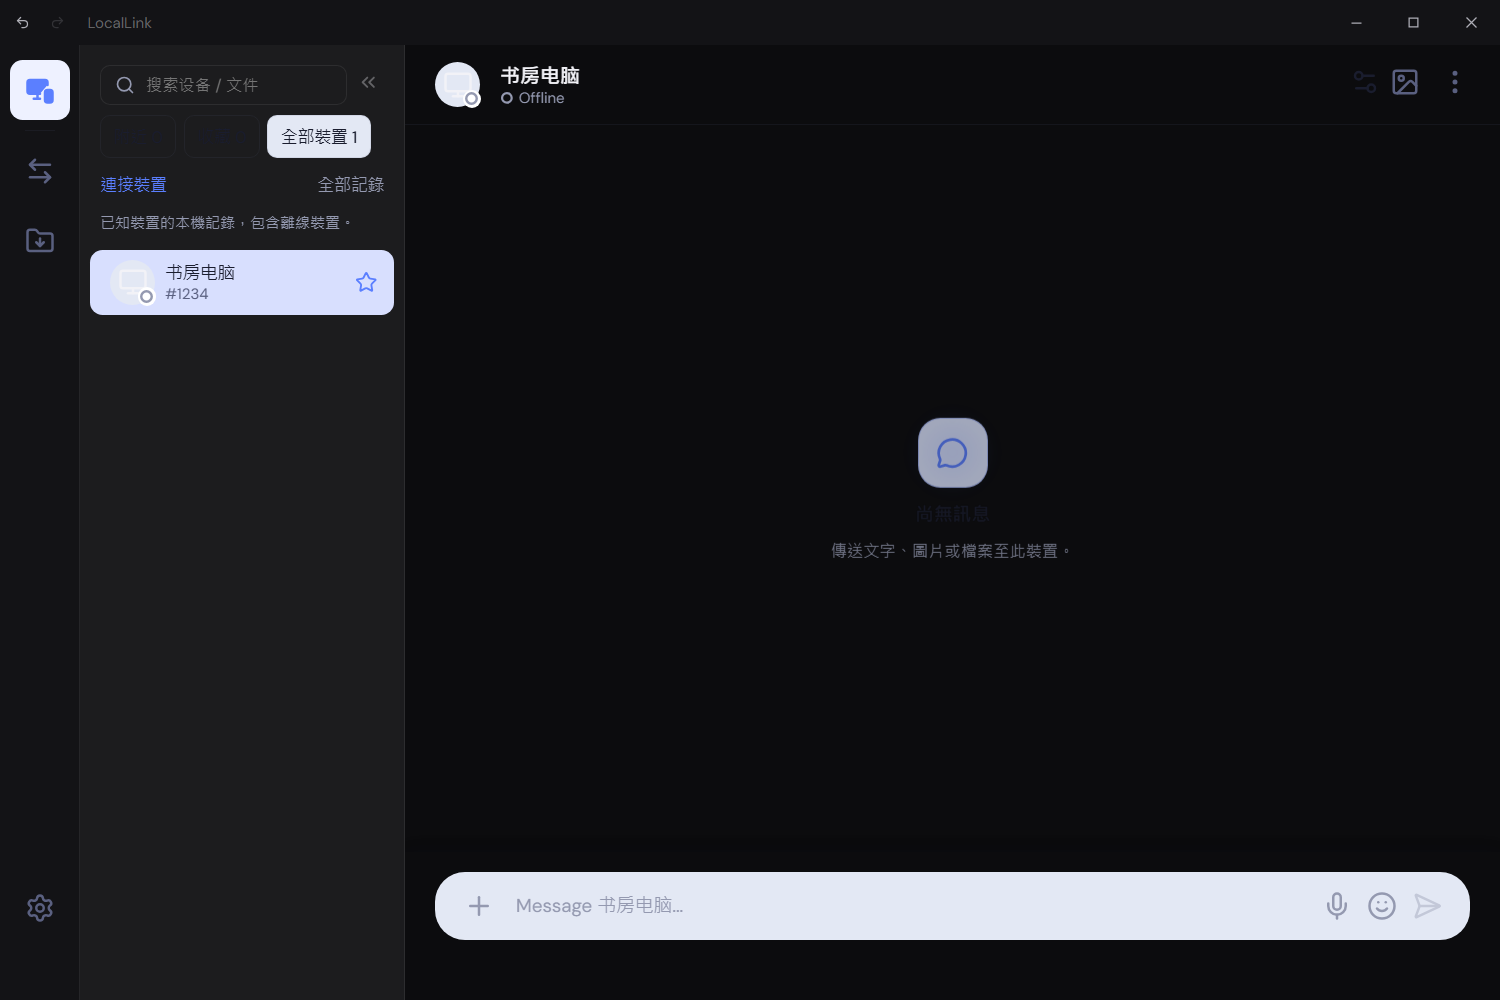 LocalLink
搜索设备 / 文件
全部裝置 1
連接裝置
全部記錄
已知裝置的本機記錄，包含離線裝置。
书房电脑
#1234
书房电脑
Offline
尚無訊息
傳送文字、圖片或檔案至此裝置。
Message 书房电脑...